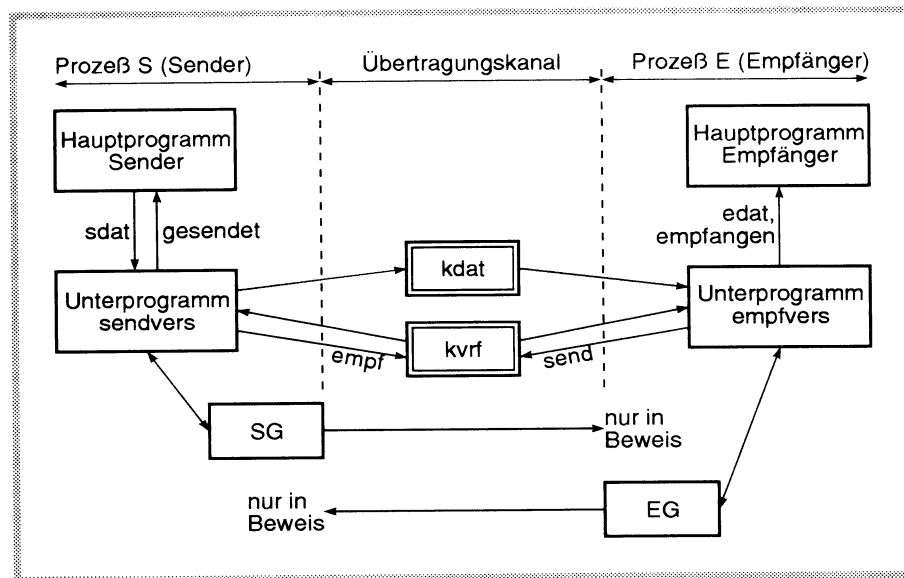 Prozeß S (Sender)
Übertragungskanal
Prozeß E (Empfänger)
Hauptprogramm
Sender
Hauptprogramm
Empfänger
sdat
gesendet
edat,
empfangen
kdat
Unterprogramm
sendvers
Unterprogramm
empfvers
kvrf
empf
send
SG
nur in
Beweis
nur in
Beweis
EG